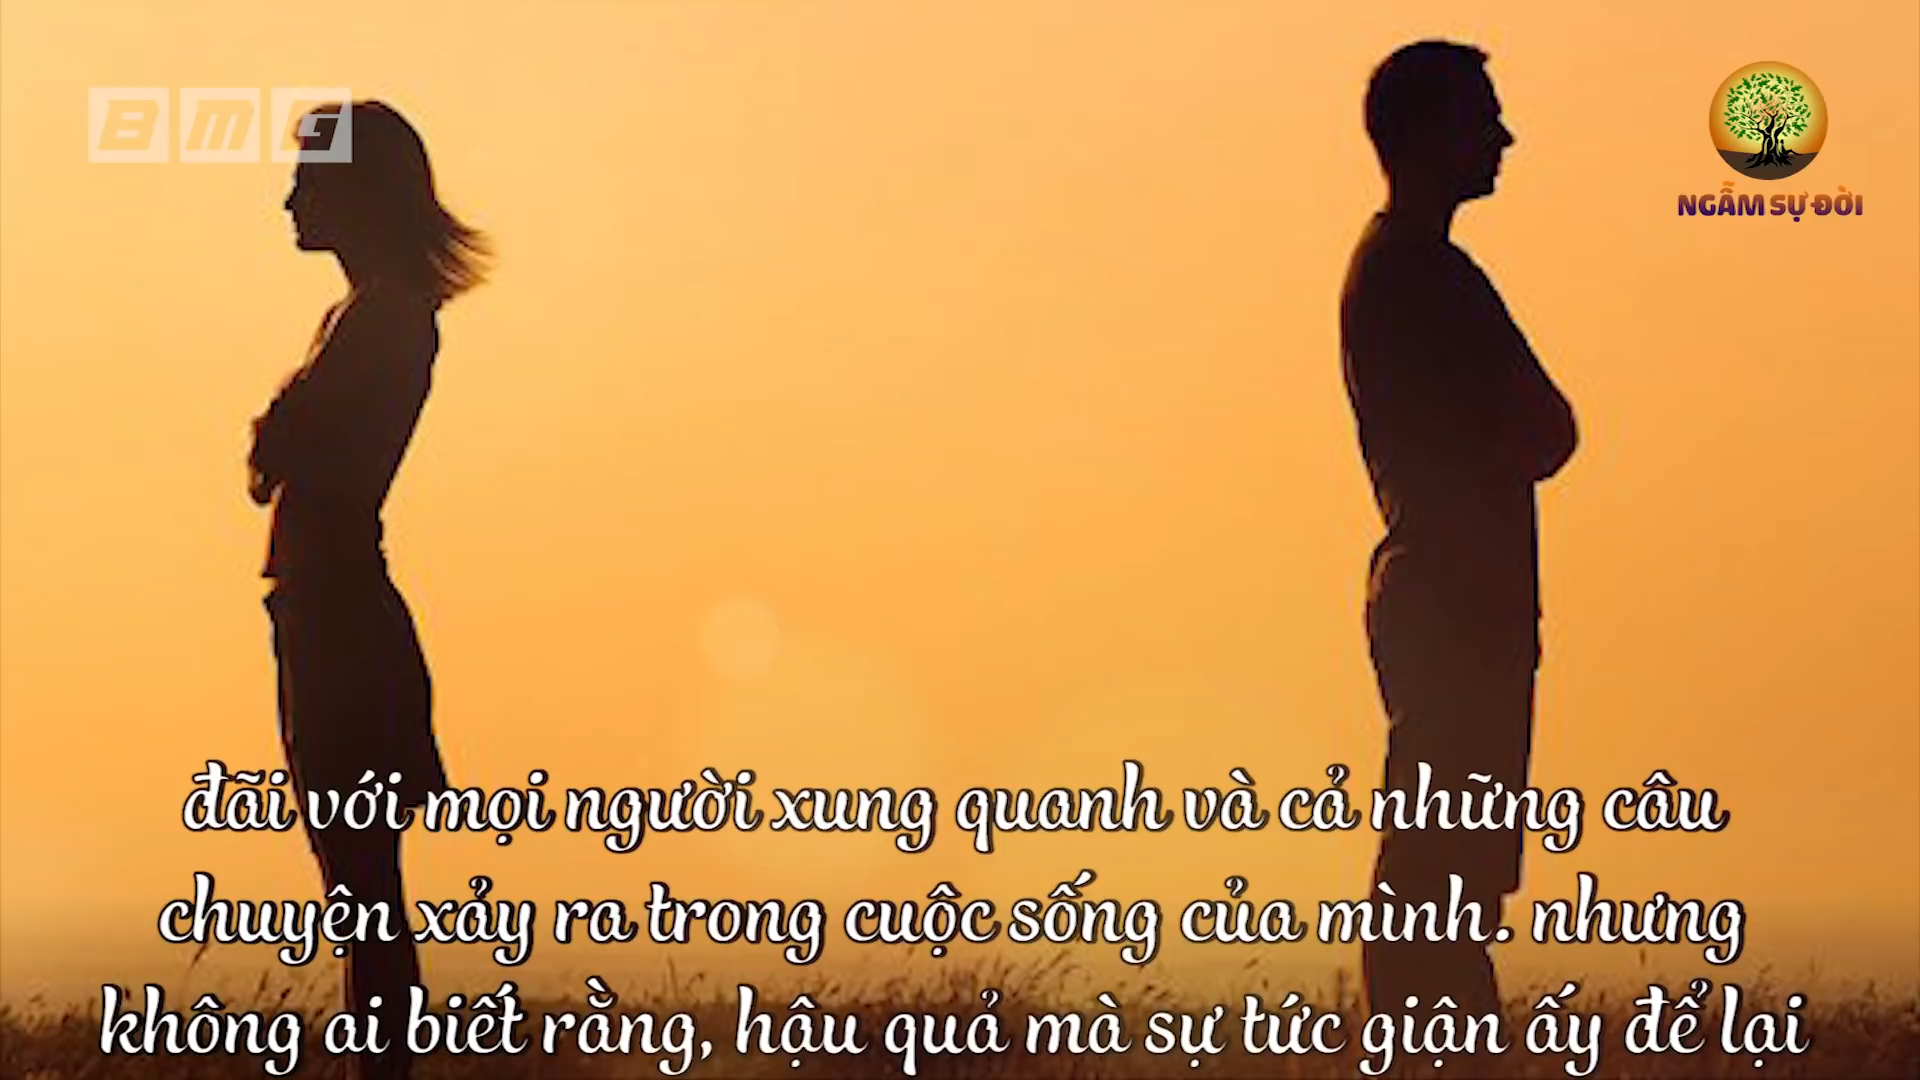 BMG
NGẪM SỰ ĐỜI
đãi với mọi người xung quanh và cả những câu
chuyện xảy ra trong cuộc sống của mình. nhưng
không ai biết rằng, hậu quả mà sự tức giận ấy để lại